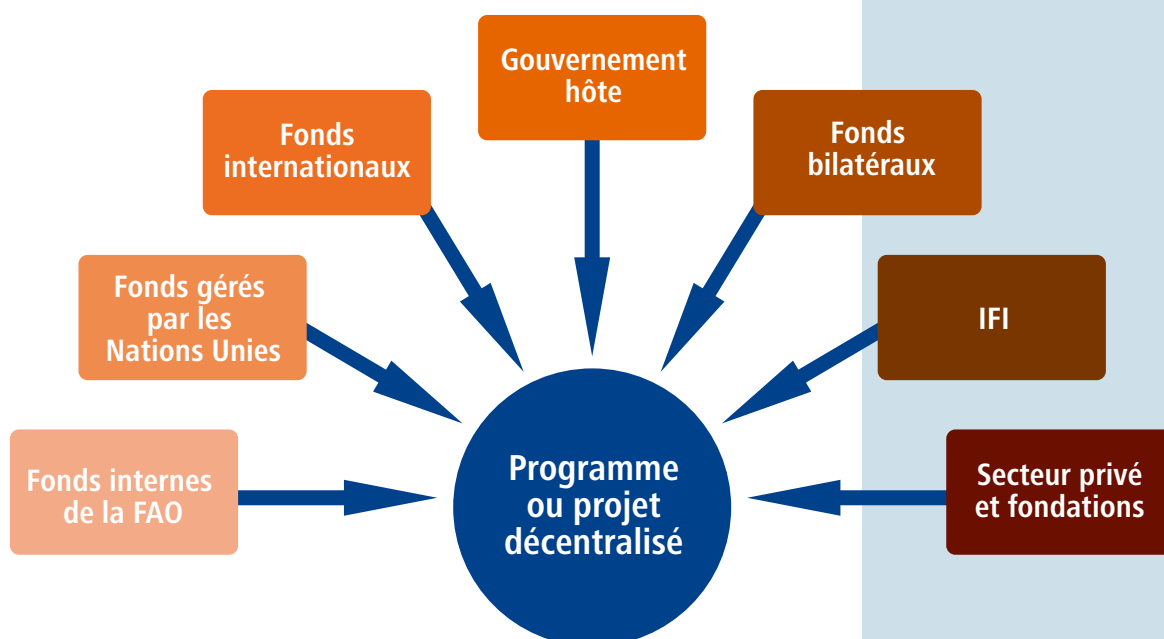 Gouvernement
hôte
Fonds
internationaux
Fonds
bilatéraux
Fonds gérés
par les
Nations Unies
IFI
Fonds internes
de la FAO
Programme
ou projet
décentralisé
Secteur privé
et fondations